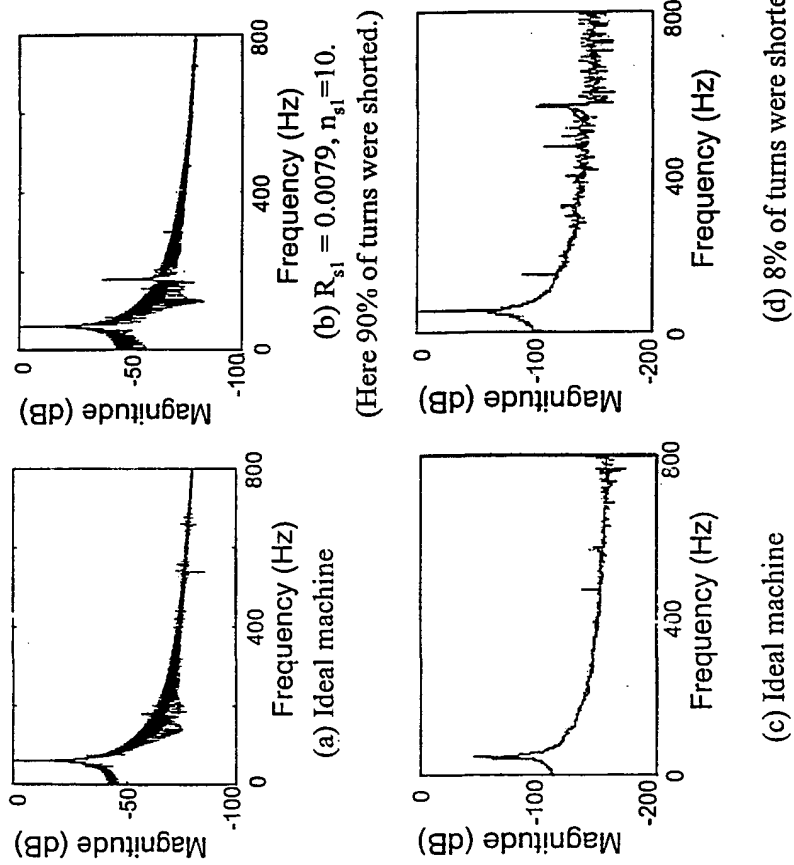 Magnitude (dB)
0
-50
-100
0
400
800
Frequency (Hz)
(a) Ideal machine
Magnitude (dB)
0
-50
-100
0
400
800
Frequency (Hz)
(b) R_s1 = 0.0079, n_s1=10.
(Here 90% of turns were shorted.)
Magnitude (dB)
0
-100
-200
0
400
800
Frequency (Hz)
(c) Ideal machine
Magnitude (dB)
0
-100
-200
0
400
800
Frequency (Hz)
(d) 8% of turns were shorte